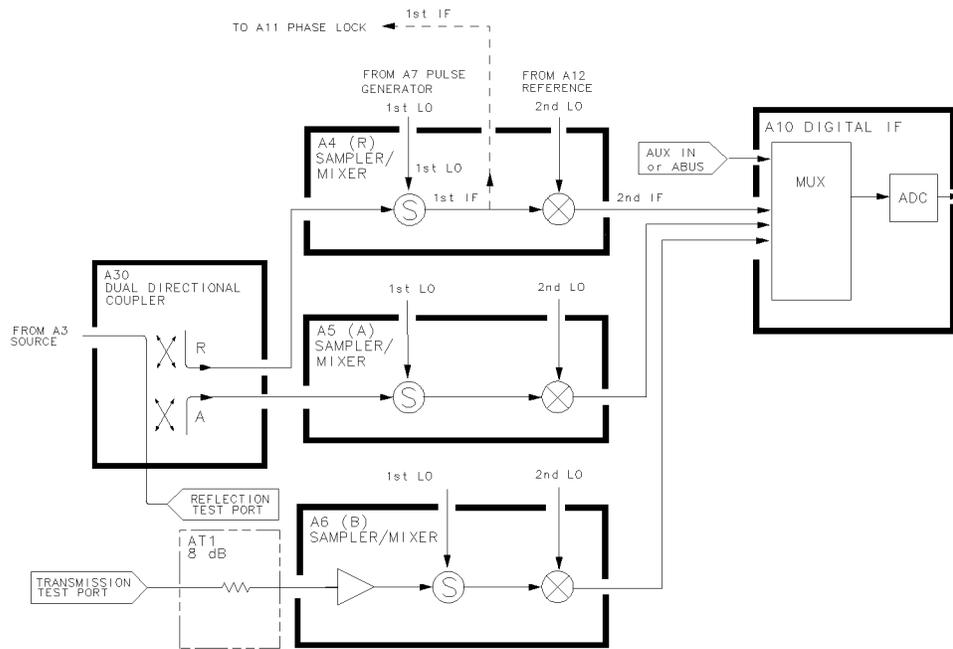 1st IF
TO A11 PHASE LOCK
FROM A7 PULSE
GENERATOR
1st LO
FROM A12
REFERENCE
2nd LO
A4 (R)
SAMPLER/
MIXER
1st LO
1st IF
S
2nd IF
AUX IN
or ABUS
A10 DIGITAL IF
MUX
ADC
A30
DUAL DIRECTIONAL
COUPLER
FROM A3
SOURCE
R
A
1st LO
2nd LO
A5 (A)
SAMPLER/
MIXER
S
REFLECTION
TEST PORT
1st LO
2nd LO
A6 (B)
SAMPLER/MIXER
S
AT1
8 dB
TRANSMISSION
TEST PORT